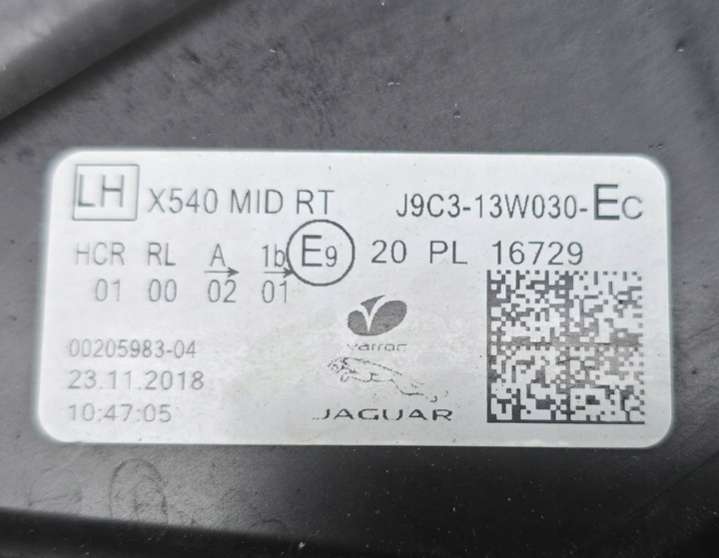 LH X540 MID RT J9C3-13W030-EC
HCR RL A 1b E9 20 PL 16729
01 00 02 01
00205983-04
varroc
23.11.2018
10:47:05
JAGUAR